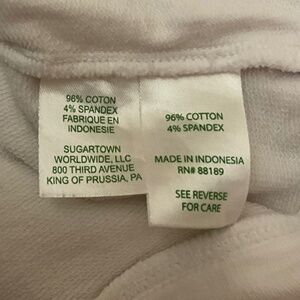 96% COTTON
4% SPANDEX
FABRIQUE EN
INDONESIE
SUGARTOWN
WORLDWIDE, LLC
800 THIRD AVENUE
KING OF PRUSSIA, PA
96% COTTON
4% SPANDEX
MADE IN INDONESIA
RN# 88189
SEE REVERSE
FOR CARE